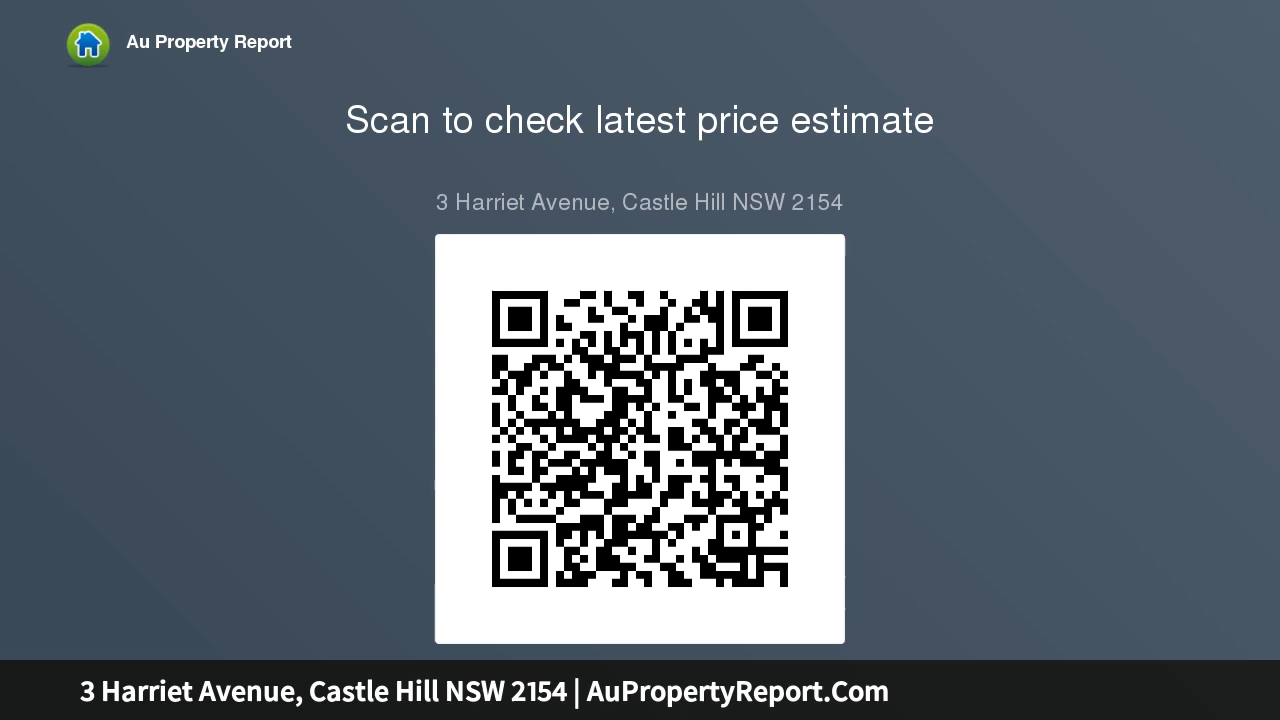 Au Property Report
Scan to check latest price estimate
3 Harriet Avenue, Castle Hill NSW 2154
3 Harriet Avenue, Castle Hill NSW 2154 | AuPropertyReport.Com